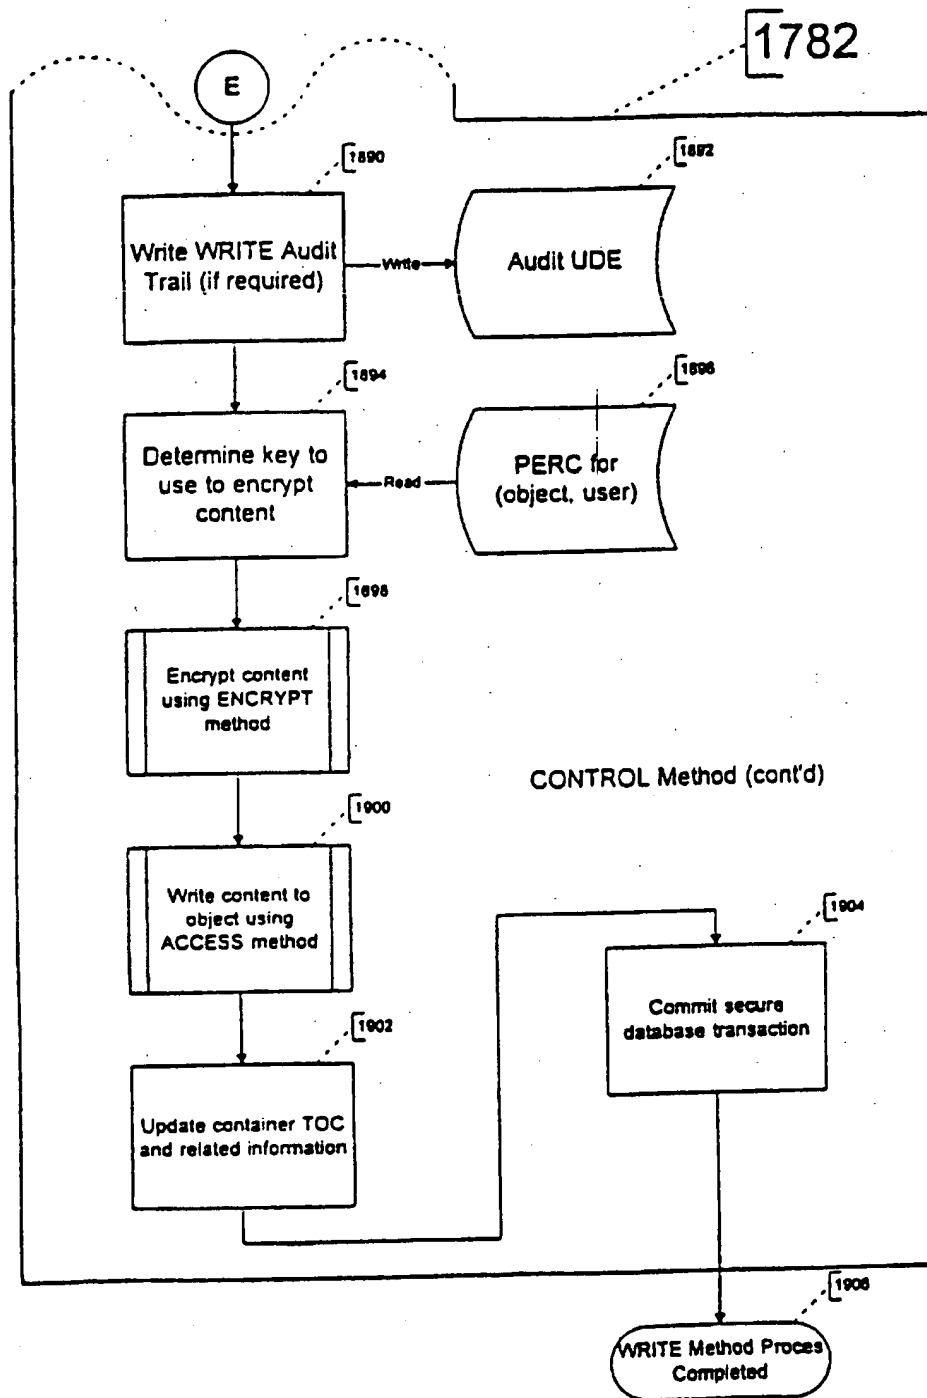 1782
E
1890
Write WRITE Audit
Trail (if required)
Write
1892
Audit UDE
1894
Determine key to
use to encrypt
content
Read
1896
PERC for
(object, user)
1898
Encrypt content
using ENCRYPT
method
CONTROL Method (cont'd)
1900
Write content to
object using
ACCESS method
1902
Update container TOC
and related information
1904
Commit secure
database transaction
1906
WRITE Method Proces
Completed